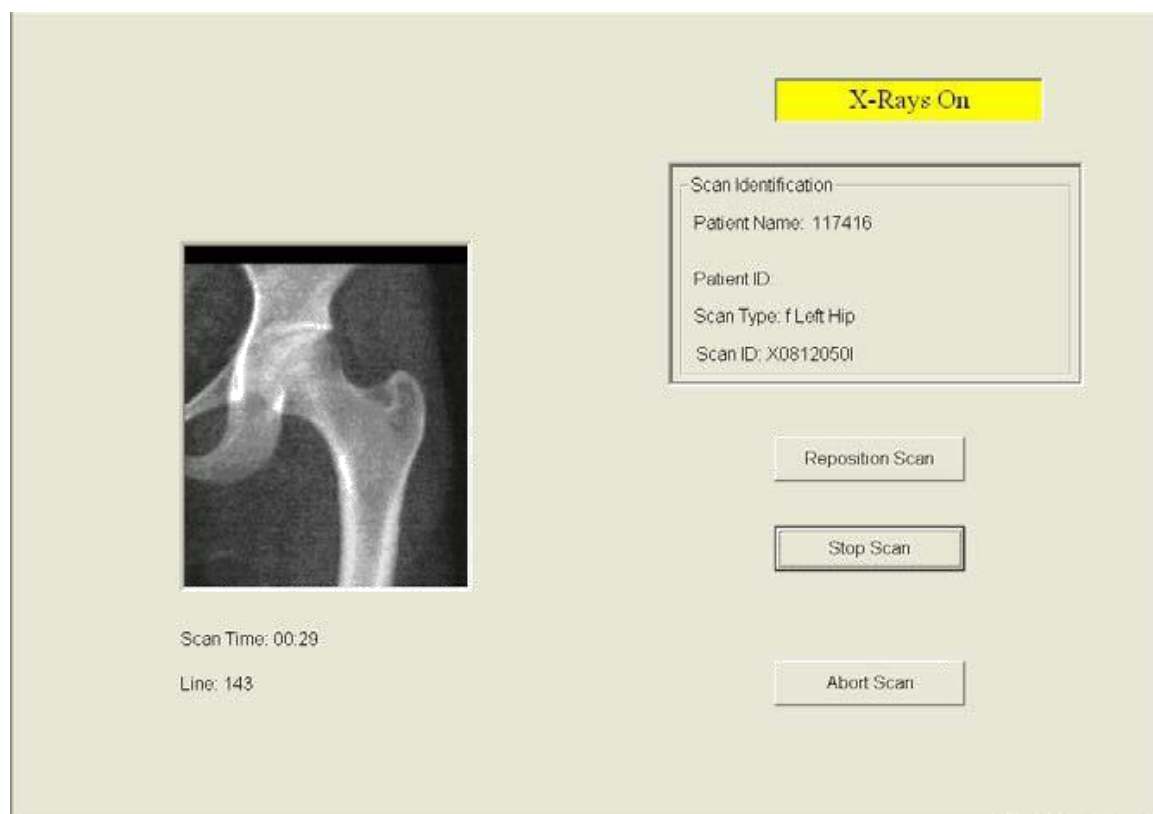 X-Rays On
Scan Identification
Patient Name: 117416
Patient ID:
Scan Type: f Left Hip
Scan ID: X0812050I
Reposition Scan
Stop Scan
Scan Time: 00:29
Line: 143
Abort Scan